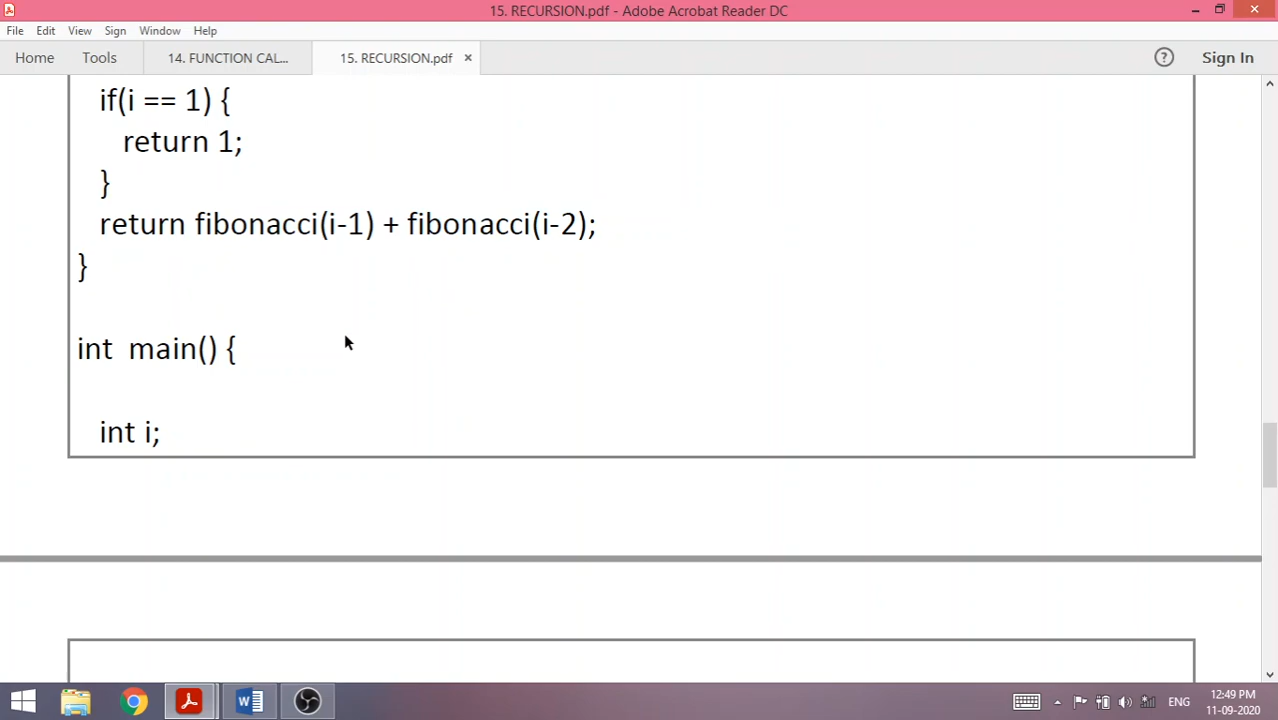 15. RECURSION.pdf - Adobe Acrobat Reader DC
File Edit View Sign Window Help
Home Tools 14. FUNCTION CAL... 15. RECURSION.pdf × ? Sign In
if(i == 1) {
return 1;
}
return fibonacci(i-1) + fibonacci(i-2);
}
int main() {
int i;
12:49 PM
ENG
11-09-2020